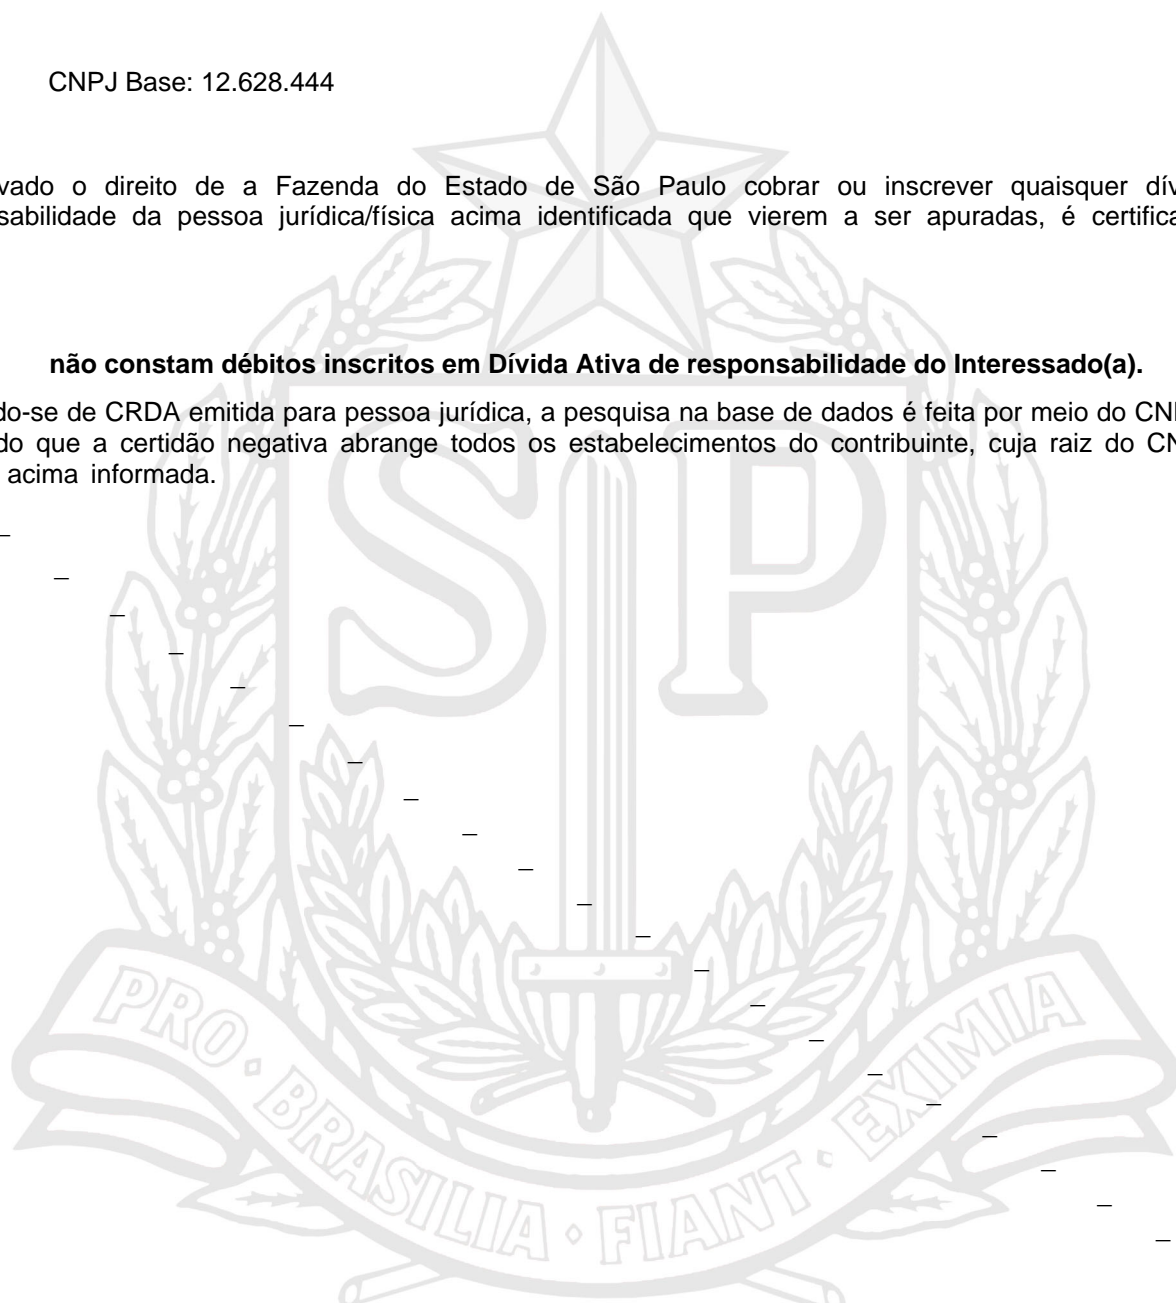 CNPJ Base: 12.628.444
vado o direito de a Fazenda do Estado de São Paulo cobrar ou inscrever quaisquer dív
sabilidade da pessoa jurídica/física acima identificada que vierem a ser apuradas, é certifica
não constam débitos inscritos em Dívida Ativa de responsabilidade do Interessado(a).
do-se de CRDA emitida para pessoa jurídica, a pesquisa na base de dados é feita por meio do CN
do que a certidão negativa abrange todos os estabelecimentos do contribuinte, cuja raiz do CN
acima informada.
SP
PRO • BRASILIA • FIANT • EXIMIA